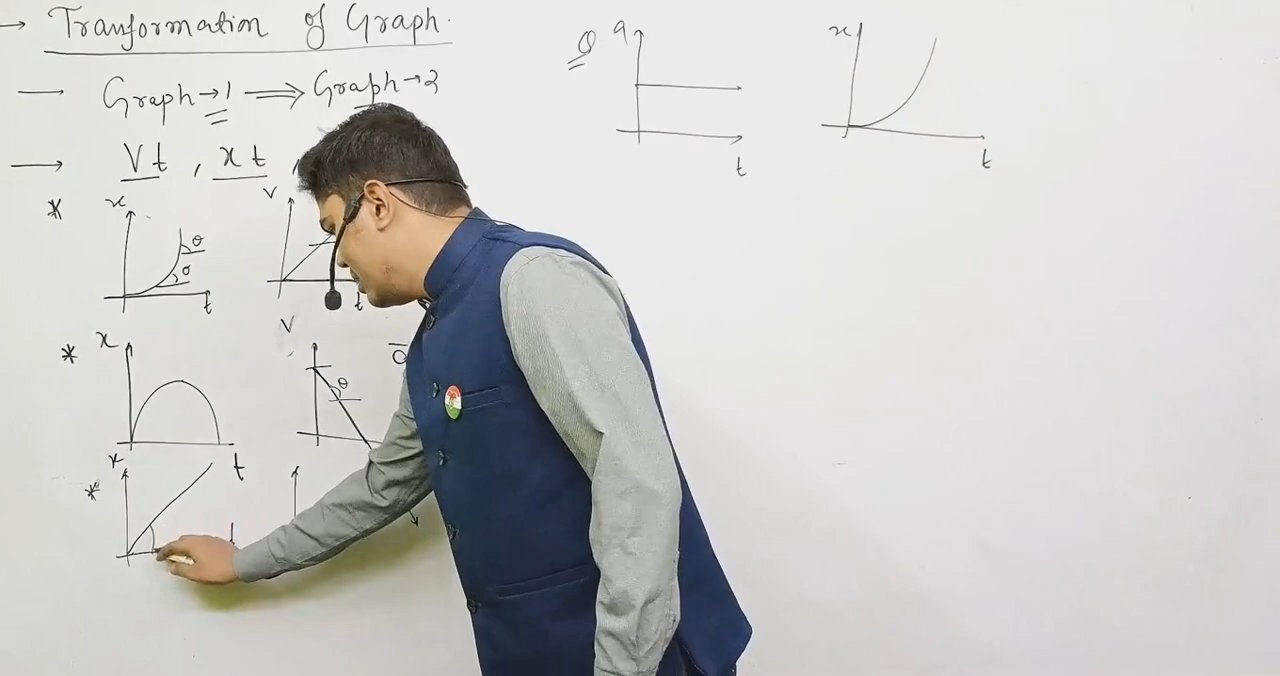 → Tranformation of Graph.
→ Graph→1 ⟹ Graph→2
→ Vt , xt
* x θ θ t
V t
* x t
V θ
* x
Q a t
x t